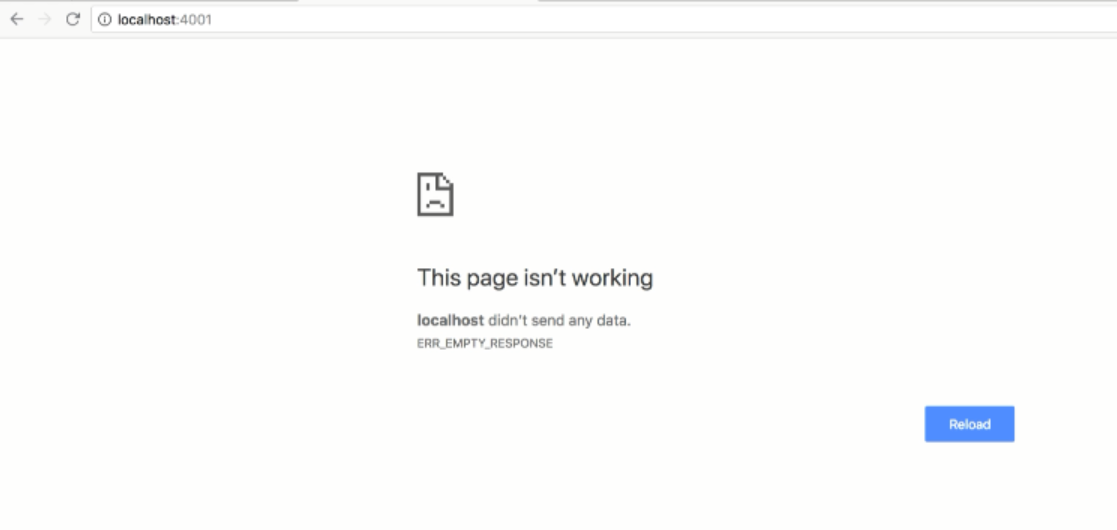 localhost:4001
This page isn't working
localhost didn't send any data.
ERR_EMPTY_RESPONSE
Reload